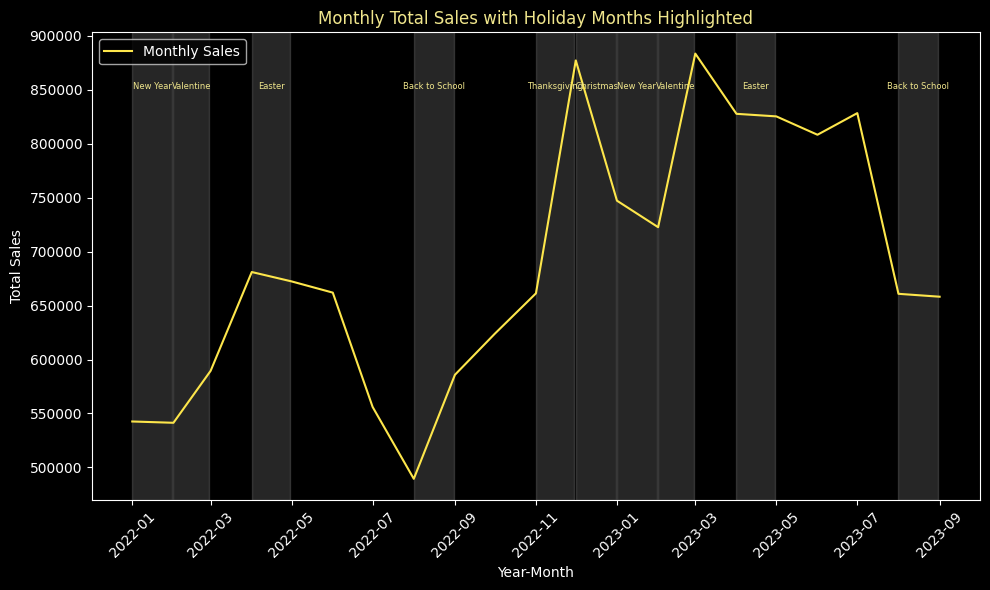 Monthly Total Sales with Holiday Months Highlighted
Monthly Sales
New Year
Valentine
Easter
Back to School
Thanksgiving
Christmas
New Year
Valentine
Easter
Back to School
Total Sales
900000
850000
800000
750000
700000
650000
600000
550000
500000
2022-01
2022-03
2022-05
2022-07
2022-09
2022-11
2023-01
2023-03
2023-05
2023-07
2023-09
Year-Month